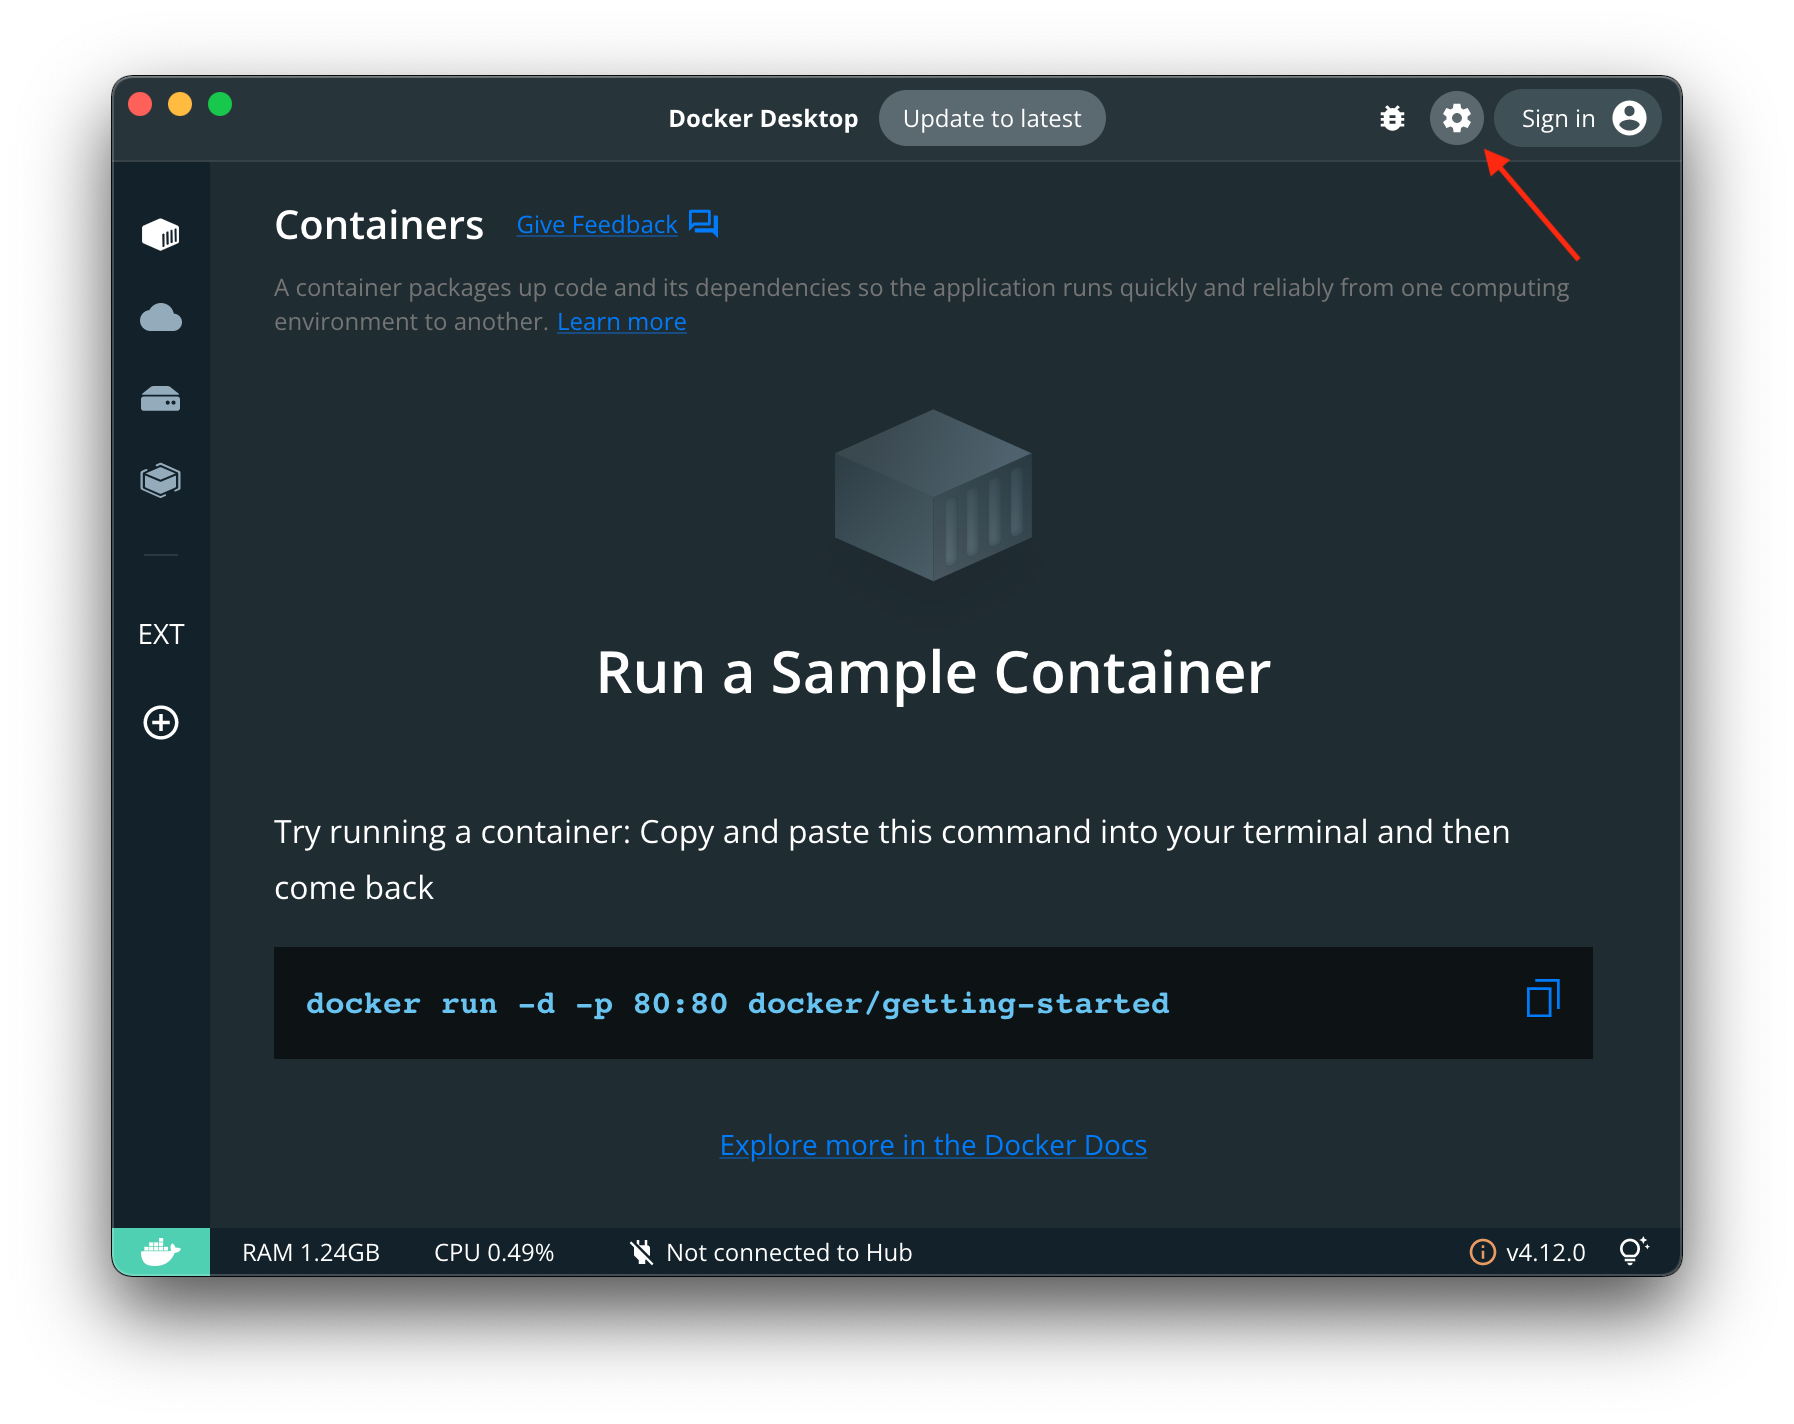 Docker Desktop
Update to latest
Sign in
Containers
Give Feedback
A container packages up code and its dependencies so the application runs quickly and reliably from one computing
environment to another. Learn more
EXT
Run a Sample Container
Try running a container: Copy and paste this command into your terminal and then
come back
docker run -d -p 80:80 docker/getting-started
Explore more in the Docker Docs
RAM 1.24GB
CPU 0.49%
Not connected to Hub
v4.12.0